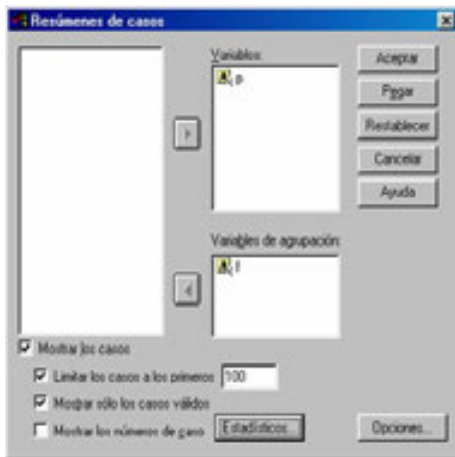 Resúmenes de casos
Variables:
p
Aceptar
Pegar
Restablecer
Cancelar
Ayuda
Variables de agrupación:
f
Mostrar los casos
Limitar los casos a los primeros 100
Mostrar sólo los casos válidos
Mostrar los números de caso
Estadísticos...
Opciones...